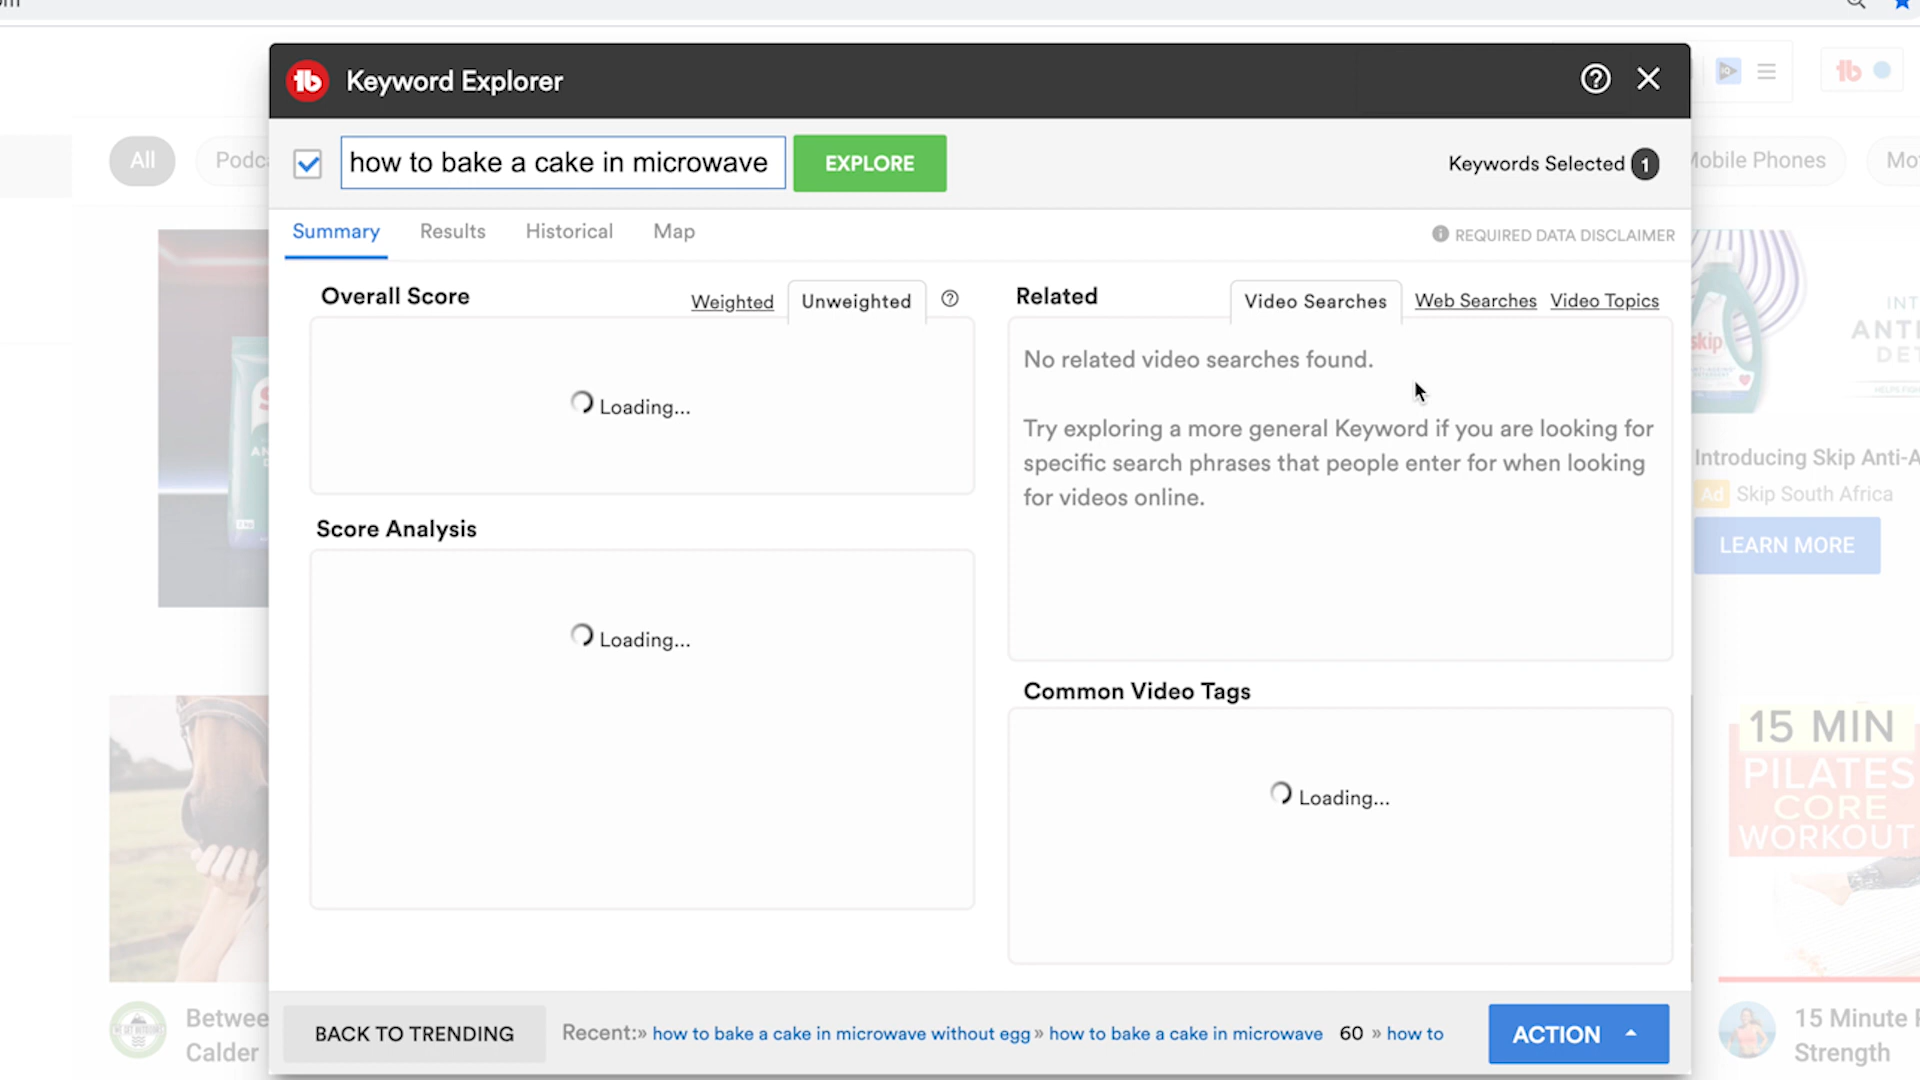 Keyword Explorer
how to bake a cake in microwave
EXPLORE
Keywords Selected 1
All
Mobile Phones
Summary
Results
Historical
Map
REQUIRED DATA DISCLAIMER
Overall Score
Weighted
Unweighted
Loading...
Score Analysis
Loading...
Related
Video Searches
Web Searches
Video Topics
No related video searches found.
Try exploring a more general Keyword if you are looking for
specific search phrases that people enter for when looking
for videos online.
Common Video Tags
Loading...
skip
Introducing Skip Anti-A
Ad Skip South Africa
LEARN MORE
15 MIN
PILATES
CORE
WORKOUT
Betwee
Calder
BACK TO TRENDING
Recent:» how to bake a cake in microwave without egg » how to bake a cake in microwave 60 » how to
ACTION
15 Minute P
Strength